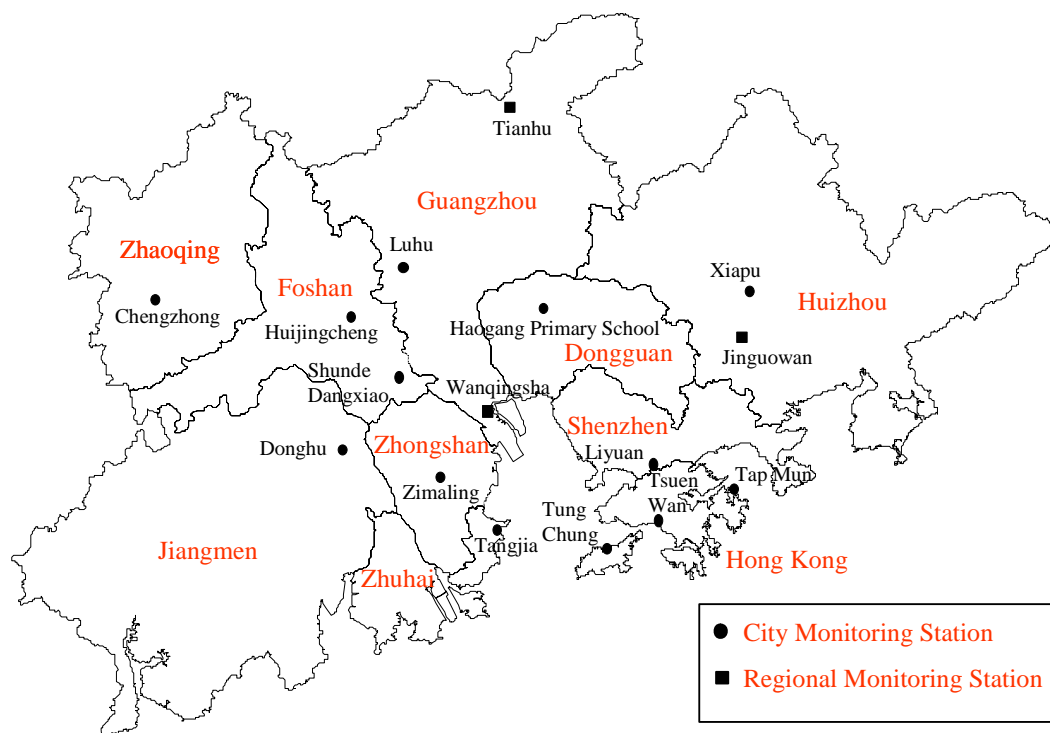 Tianhu
Guangzhou
Luhu
Zhaoqing
Chengzhong
Foshan
Huijingcheng
Xiapu
Huizhou
Haogang Primary School
Dongguan
Jinguowan
Shunde
Dangxiao
Wanqingsha
Shenzhen
Liyuan
Donghu
Zhongshan
Zimaling
Tap Mun
Tsuen
Wan
Tung
Chung
Tangjia
Jiangmen
Zhuhai
Hong Kong
City Monitoring Station
Regional Monitoring Station